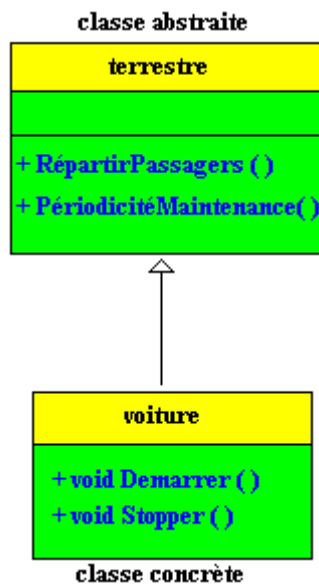 classe abstraite
terrestre
+ RépartirPassagers ( )
+ PériodicitéMaintenance( )
voiture
+ void Demarrer ( )
+ void Stopper ( )
classe concrète